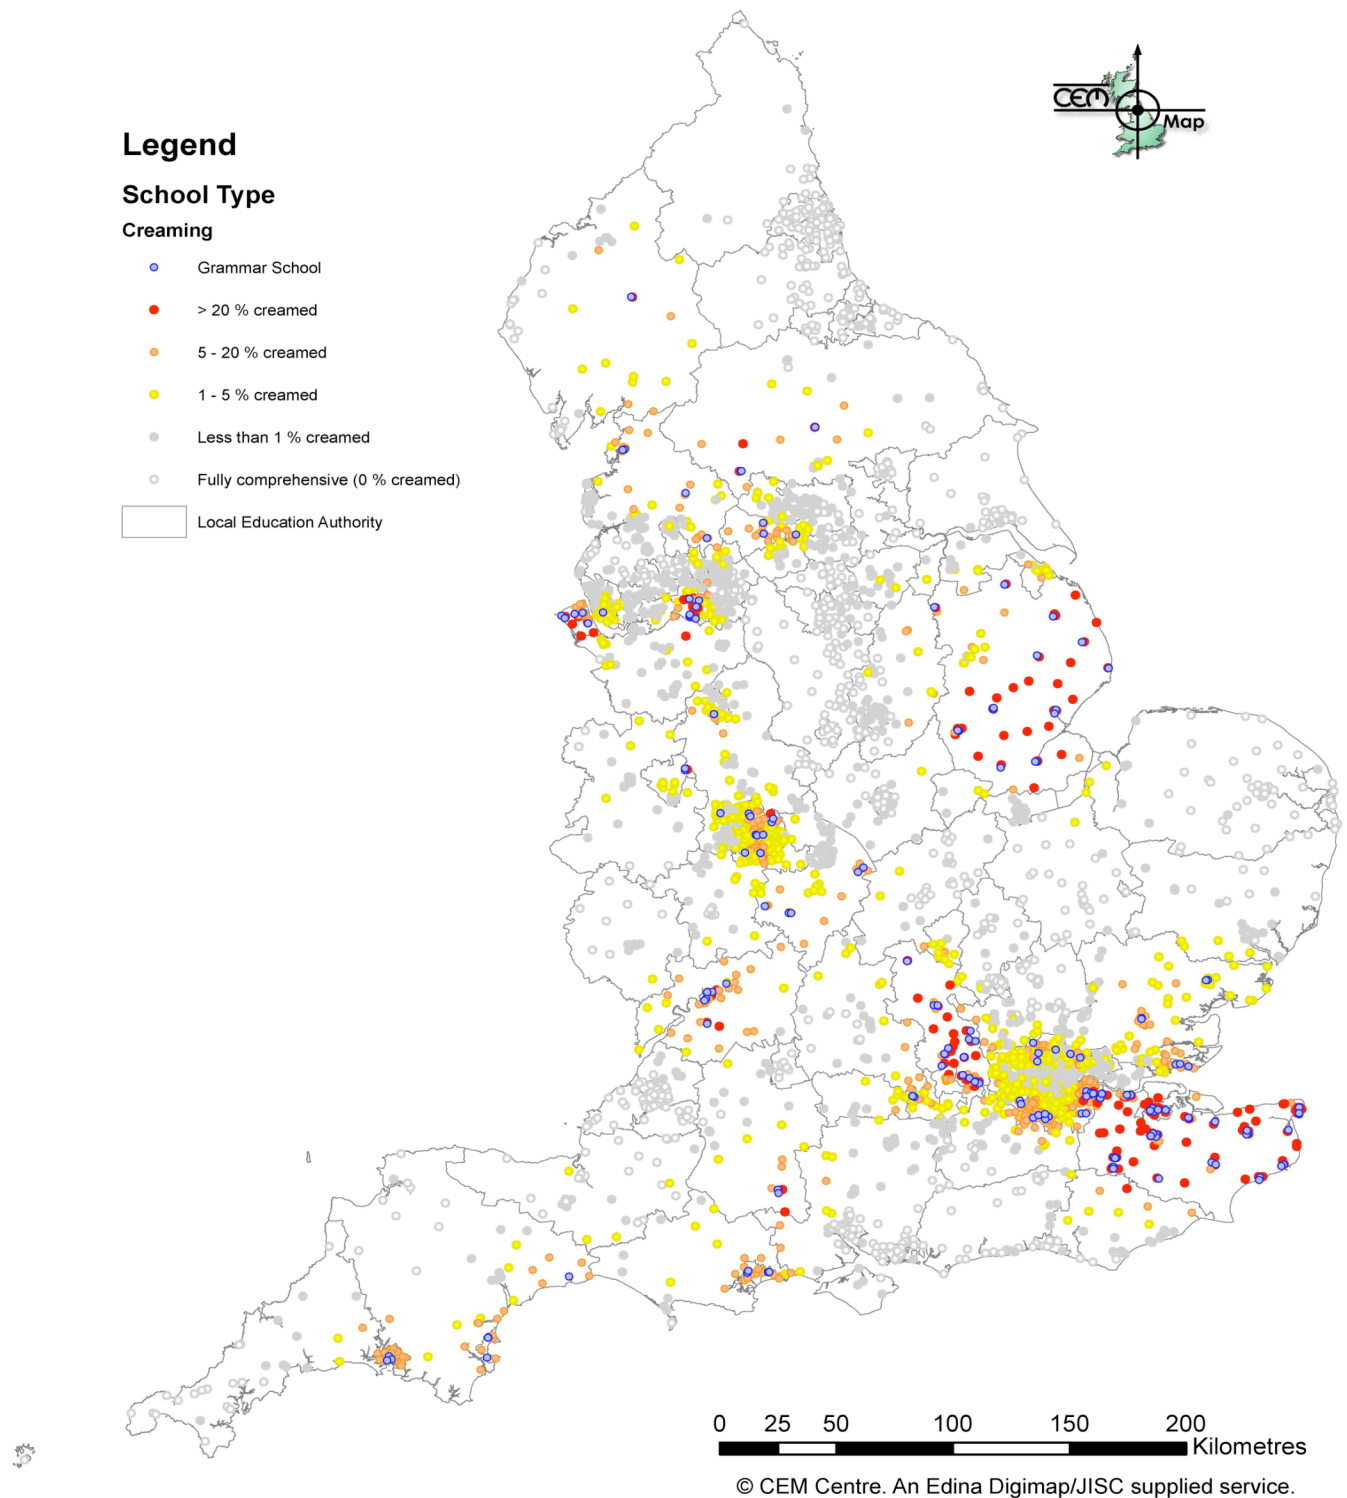 CEM
Map
Legend
School Type
Creaming
Grammar School
> 20 % creamed
5 - 20 % creamed
1 - 5 % creamed
Less than 1 % creamed
Fully comprehensive (0 % creamed)
Local Education Authority
0 25 50 100 150 200
Kilometres
© CEM Centre. An Edina Digimap/JISC supplied service.